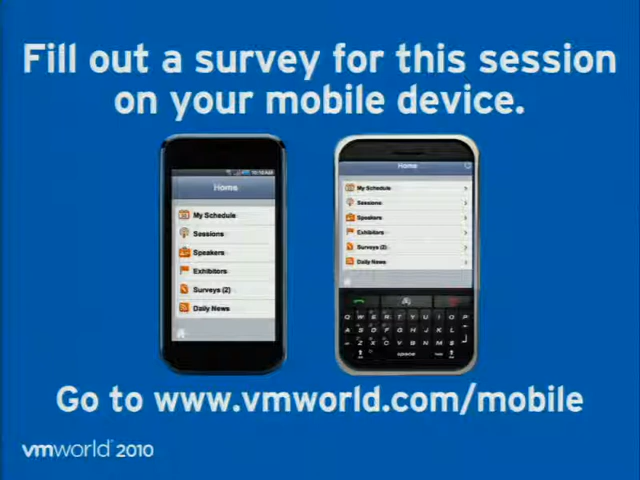 Fill out a survey for this session
on your mobile device.
Home
My Schedule
Sessions
Speakers
Exhibitors
Surveys (2)
Daily News
Home
My Schedule
Sessions
Speakers
Exhibitors
Surveys (2)
Daily News
Go to www.vmworld.com/mobile
vmworld 2010